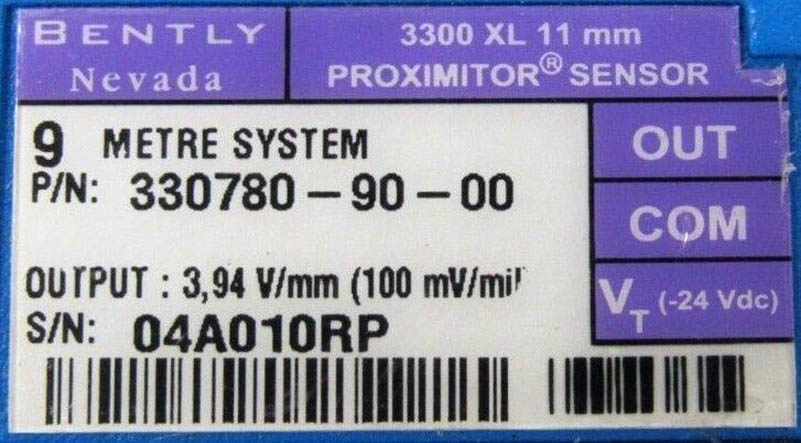 BENTLY
Nevada
3300 XL 11 mm
PROXIMITOR® SENSOR
9 METRE SYSTEM
P/N: 330780-90-00
OUTPUT : 3,94 V/mm (100 mV/mil
S/N: 04A010RP
OUT
COM
VT (-24 Vdc)